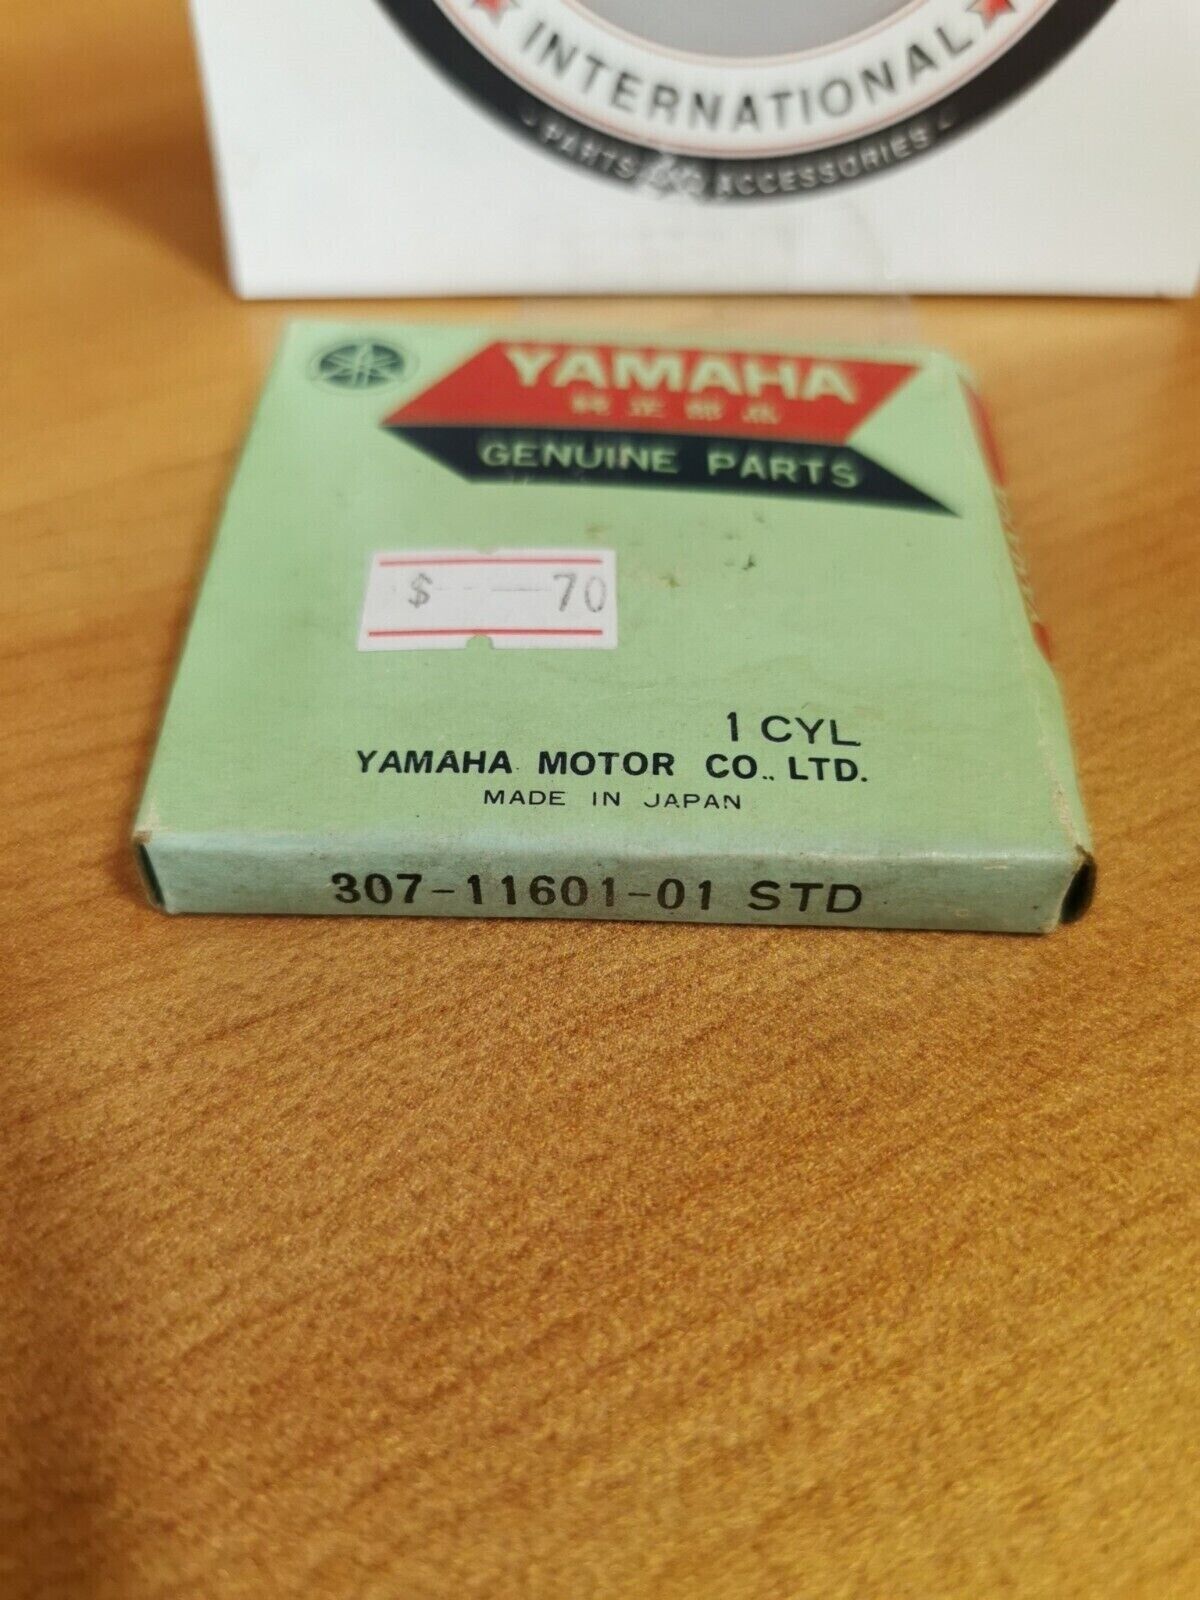 INTERNATIONAL
PARTS & ACCESSORIES
YAMAHA
純正部品
GENUINE PARTS
$ — 70
1 CYL
YAMAHA MOTOR CO., LTD.
MADE IN JAPAN
307-11601-01 STD